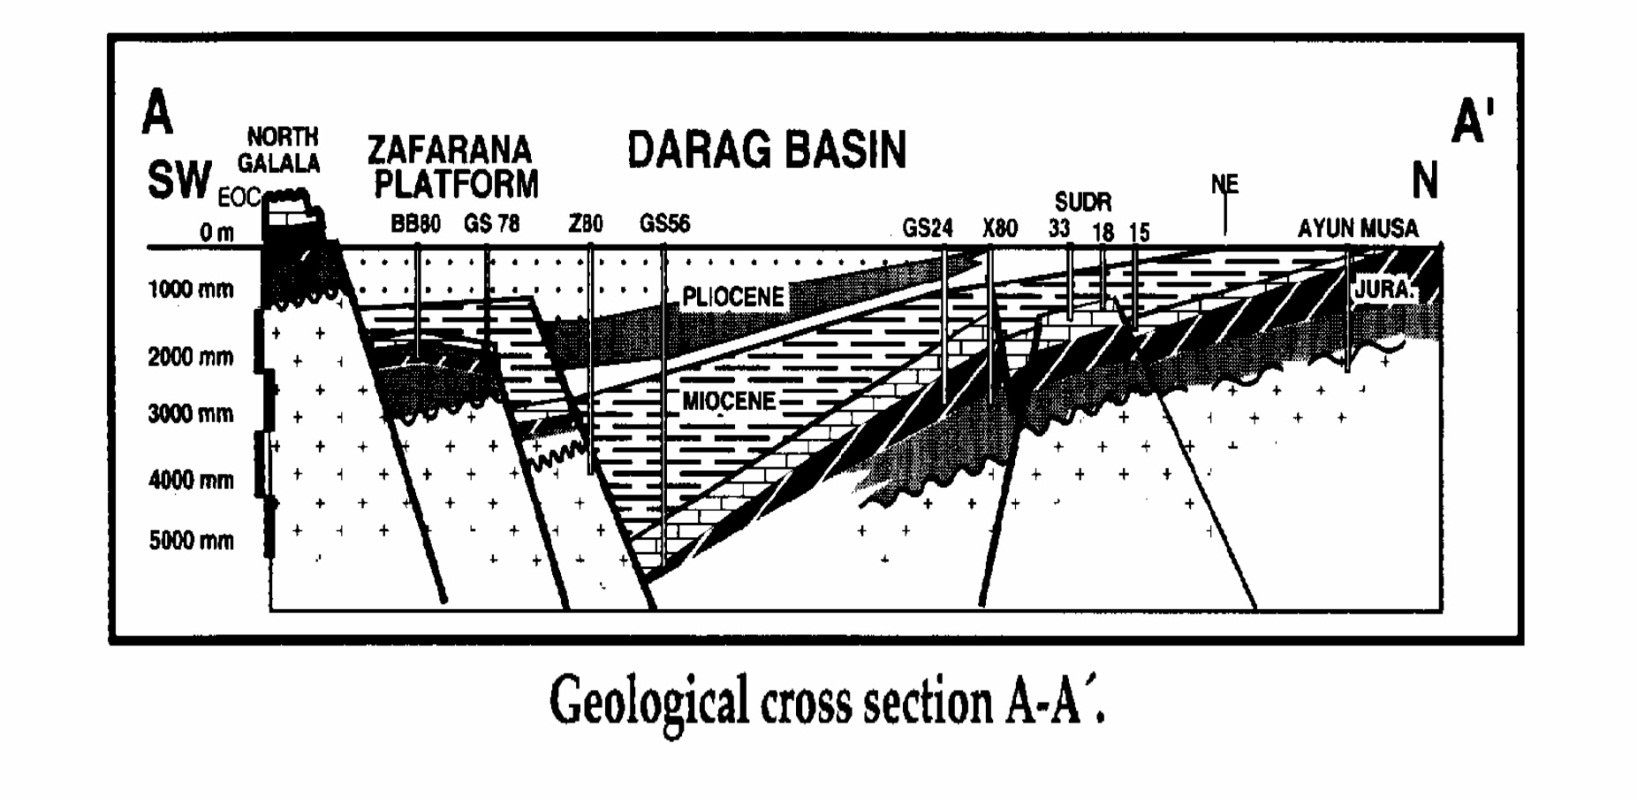 A
A'
NORTH
GALALA
ZAFARANA
PLATFORM
DARAG BASIN
SW
N
EOC
NE
SUDR
BB80 GS 78 Z80 GS56 GS24 X80 33 18 15 AYUN MUSA
0 m
1000 mm
PLIOCENE
JURA.
2000 mm
MIOCENE
3000 mm
4000 mm
5000 mm
Geological cross section A-A´.